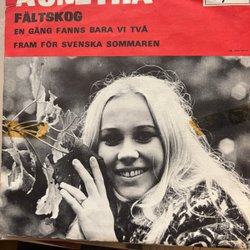 AGNETHA
FÄLTSKOG
EN GÅNG FANNS BARA VI TVÅ
FRAM FÖR SVENSKA SOMMAREN